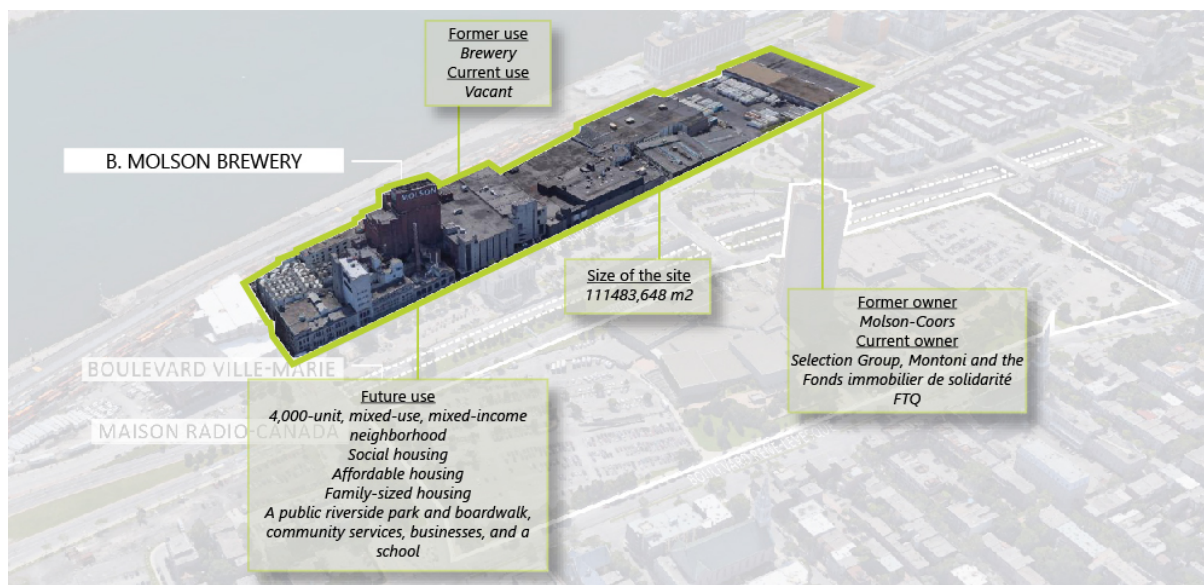 Former use
Brewery
Current use
Vacant
B. MOLSON BREWERY
MOLSON
Size of the site
111483,648 m2
Former owner
Molson-Coors
Current owner
Selection Group, Montoni and the
Fonds immobilier de solidarité
FTQ
BOULEVARD VILLE-MARIE
MAISON RADIO-CANADA
Future use
4,000-unit, mixed-use, mixed-income
neighborhood
Social housing
Affordable housing
Family-sized housing
A public riverside park and boardwalk,
community services, businesses, and a
school